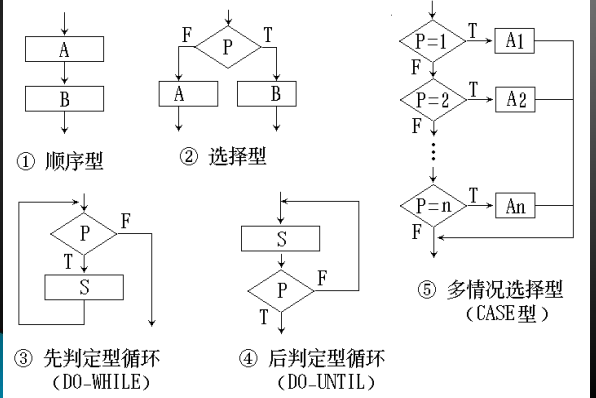 A
B
① 顺序型
F
T
P
A
B
② 选择型
P
F
T
S
③ 先判定型循环
(DO-WHILE)
S
P
F
T
④ 后判定型循环
(DO-UNTIL)
P=1
T
A1
F
P=2
T
A2
F
⋮
P=n
T
An
F
⑤ 多情况选择型
(CASE型)